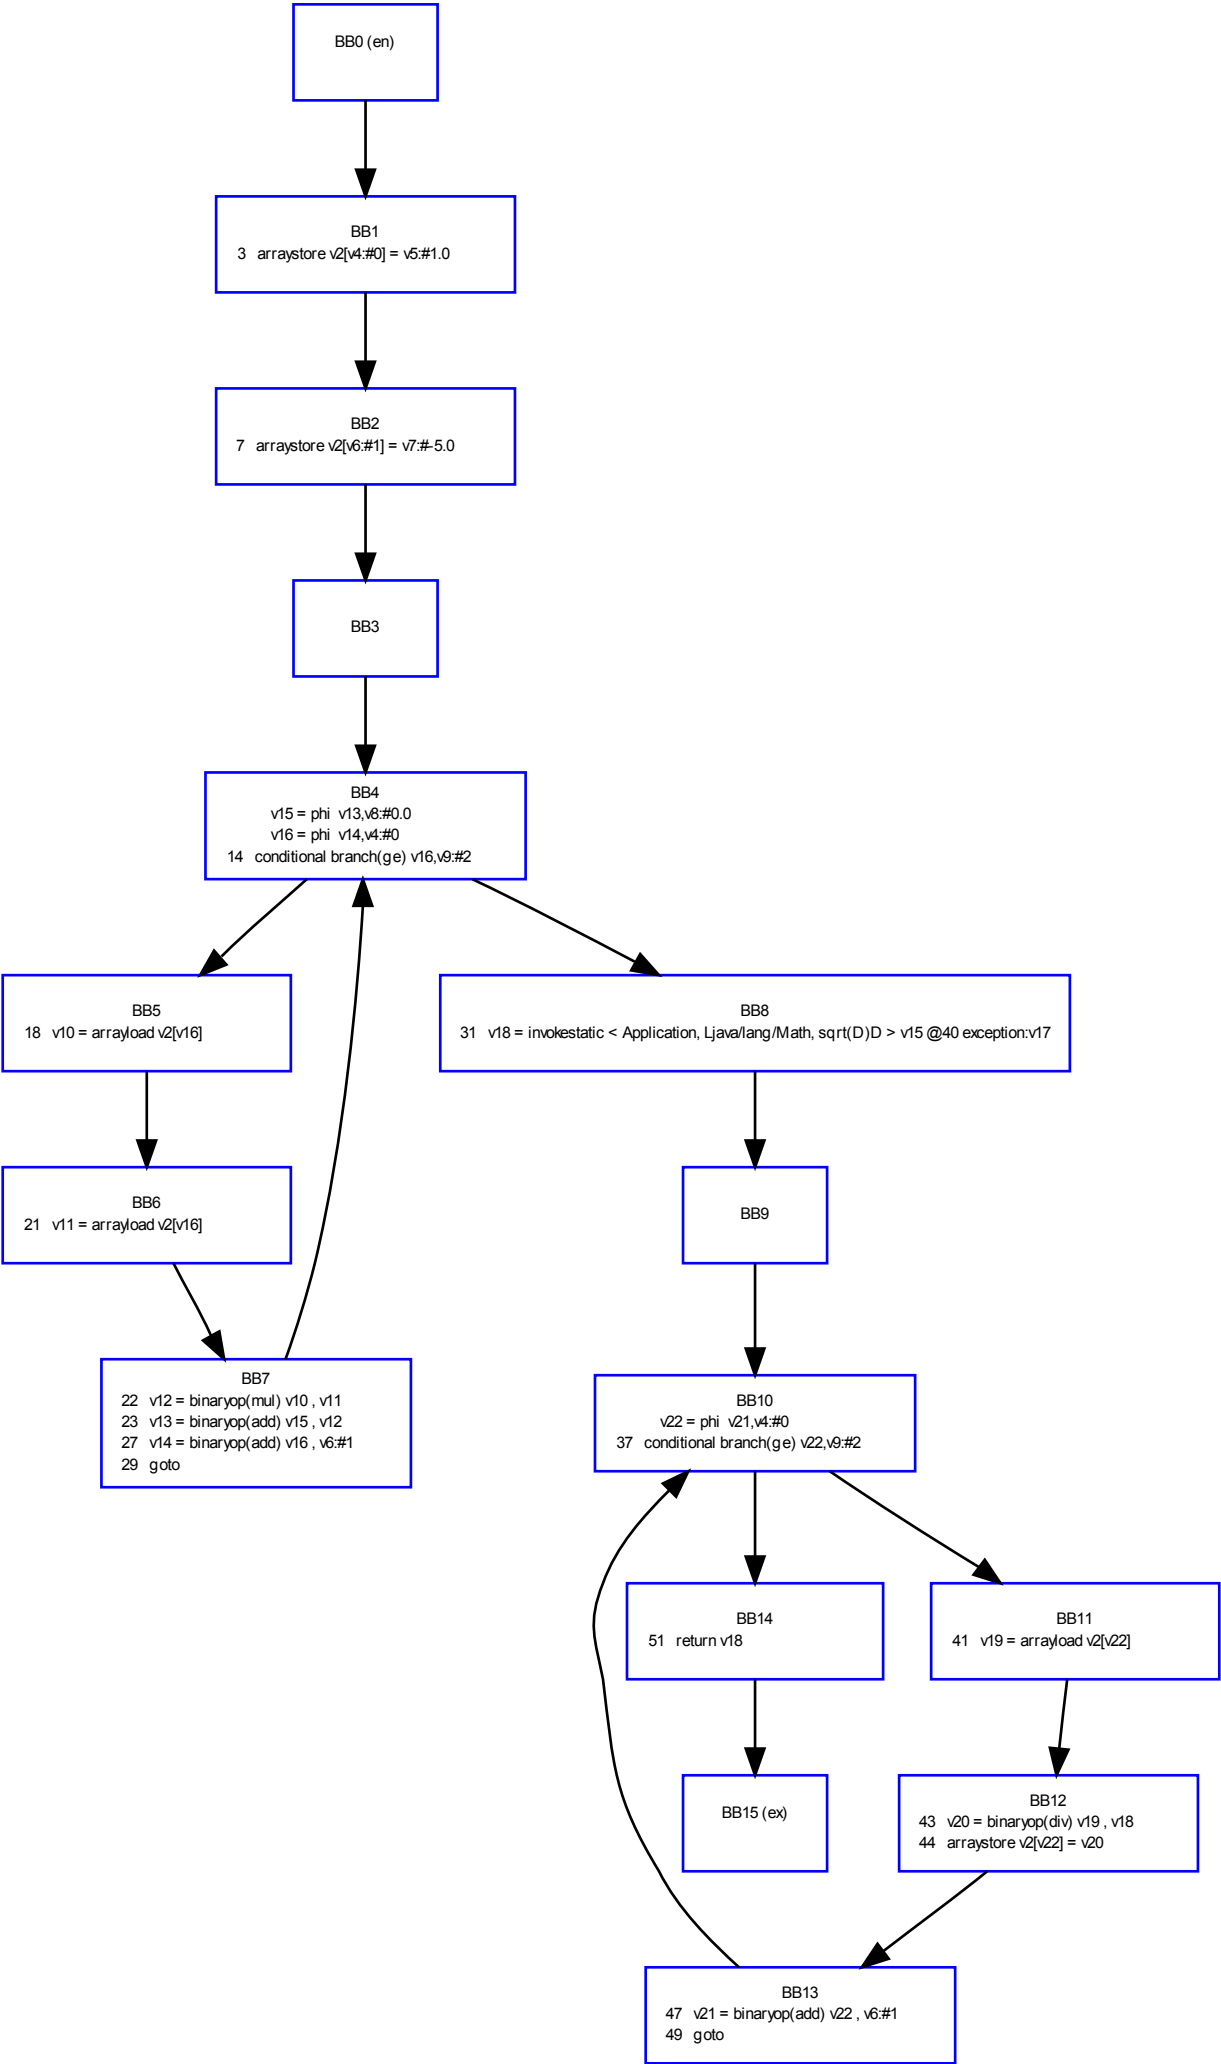 BB0 (en)
BB1
3 arraystore v2[v4:#0] = v5:#1.0
BB2
7 arraystore v2[v6:#1] = v7:#-5.0
BB3
BB4
v15 = phi v13,v8:#0.0
v16 = phi v14,v4:#0
14 conditional branch(ge) v16,v9:#2
BB5
18 v10 = arrayload v2[v16]
BB8
31 v18 = invokestatic < Application, Ljava/lang/Math, sqrt(D)D > v15 @40 exception:v17
BB6
21 v11 = arrayload v2[v16]
BB9
BB7
22 v12 = binaryop(mul) v10 , v11
23 v13 = binaryop(add) v15 , v12
27 v14 = binaryop(add) v16 , v6:#1
29 goto
BB10
v22 = phi v21,v4:#0
37 conditional branch(ge) v22,v9:#2
BB14
51 return v18
BB11
41 v19 = arrayload v2[v22]
BB15 (ex)
BB12
43 v20 = binaryop(div) v19 , v18
44 arraystore v2[v22] = v20
BB13
47 v21 = binaryop(add) v22 , v6:#1
49 goto